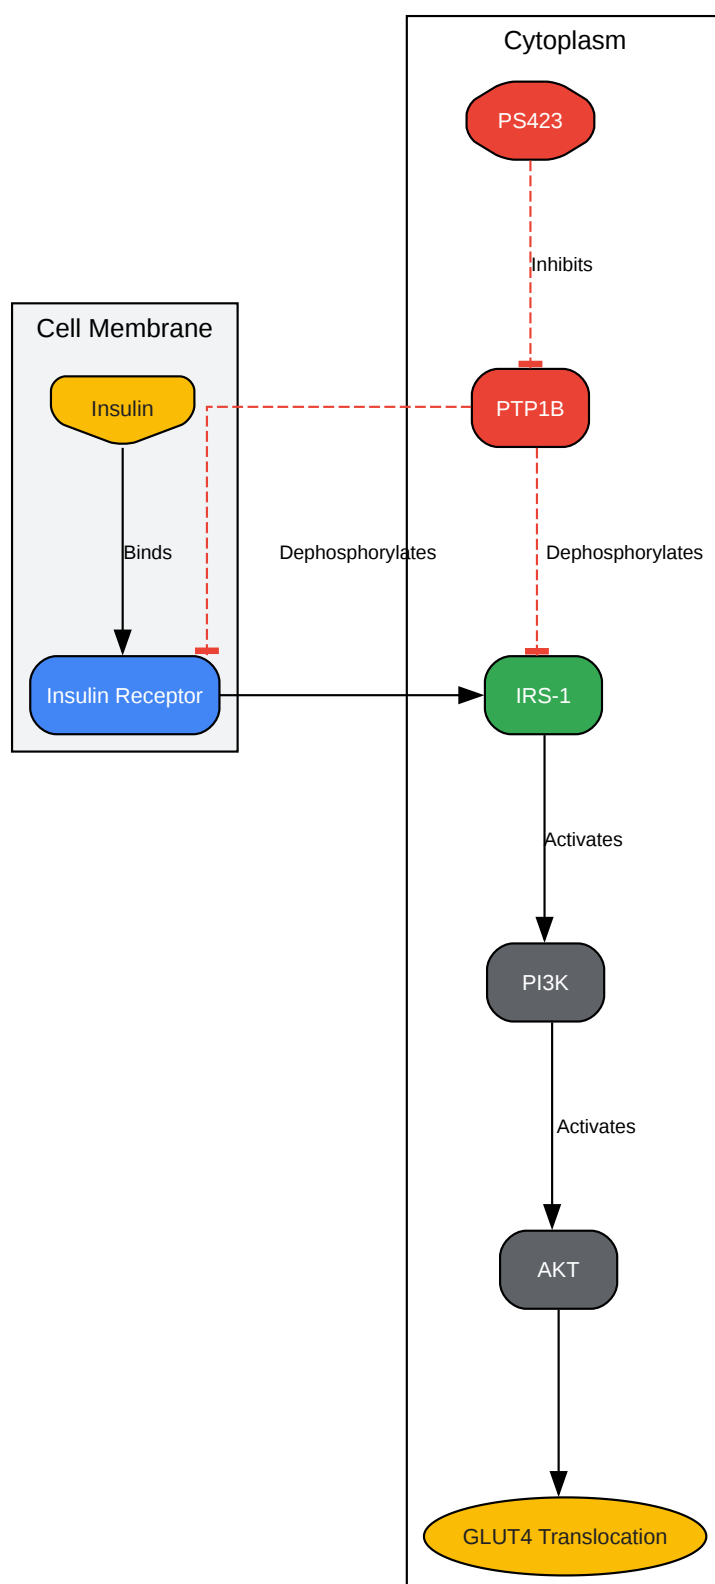 Cytoplasm
PS423
Inhibits
Cell Membrane
Insulin
PTP1B
Binds
Dephosphorylates
Dephosphorylates
Insulin Receptor
IRS-1
Activates
PI3K
Activates
AKT
GLUT4 Translocation